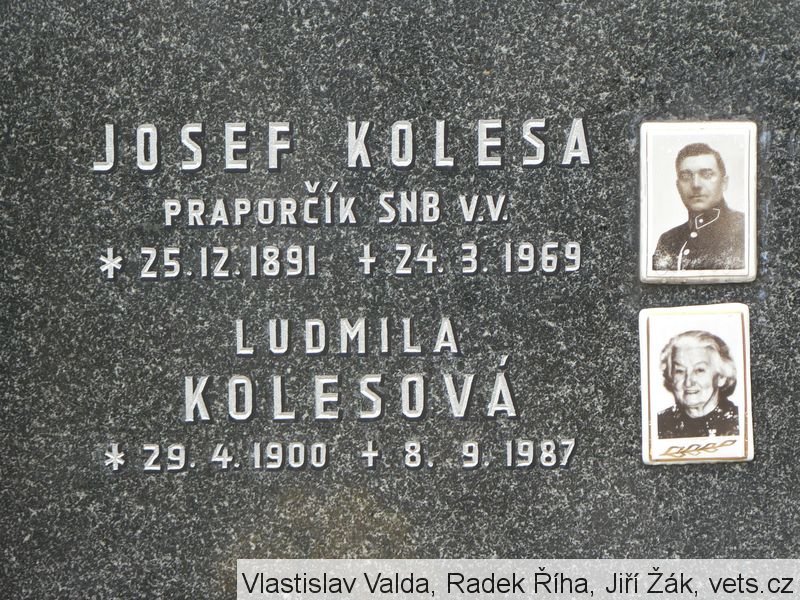 JOSEF KOLESA
PRAPORČÍK SNB V.V.
* 25.12.1891 + 24.3.1969
LUDMILA
KOLESOVÁ
* 29.4.1900 + 8.9.1987
Vlastislav Valda, Radek Říha, Jiří Žák, vets.cz